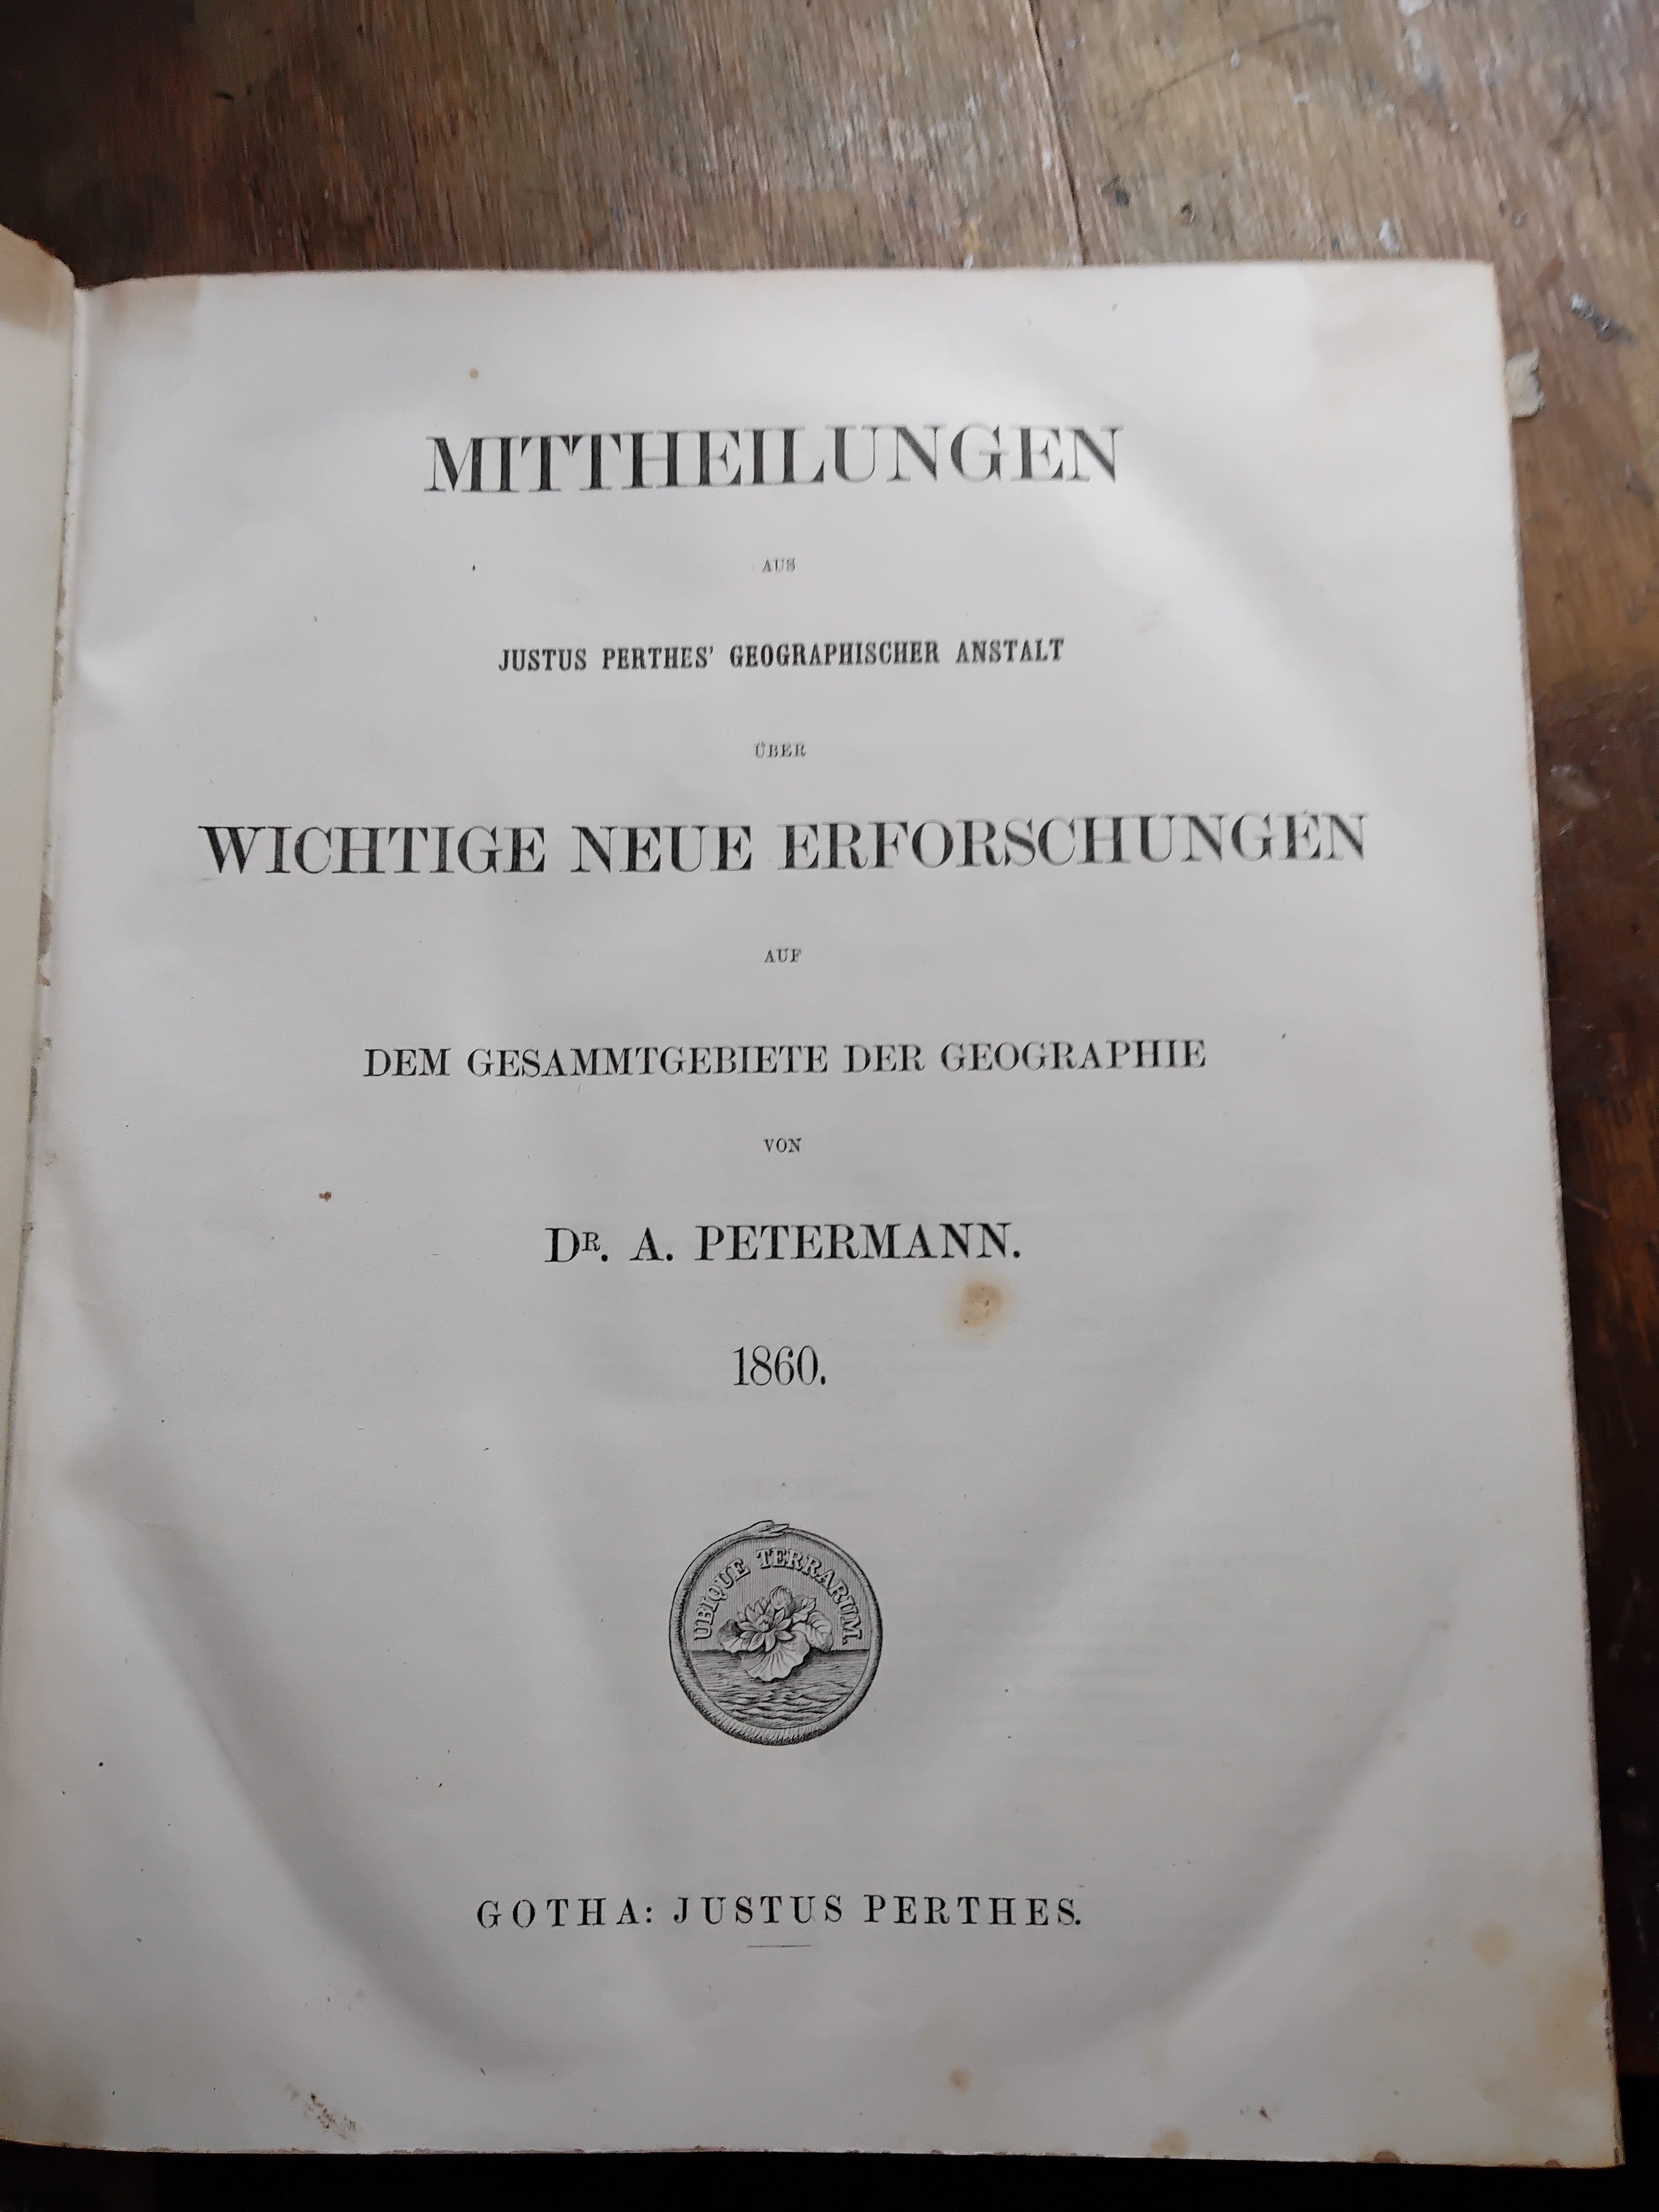 MITTHEILUNGEN
AUS
JUSTUS PERTHES' GEOGRAPHISCHER ANSTALT
ÜBER
WICHTIGE NEUE ERFORSCHUNGEN
AUF
DEM GESAMMTGEBIETE DER GEOGRAPHIE
VON
DR. A. PETERMANN.
1860.
UBIQUE TERRARUM.
GOTHA: JUSTUS PERTHES.